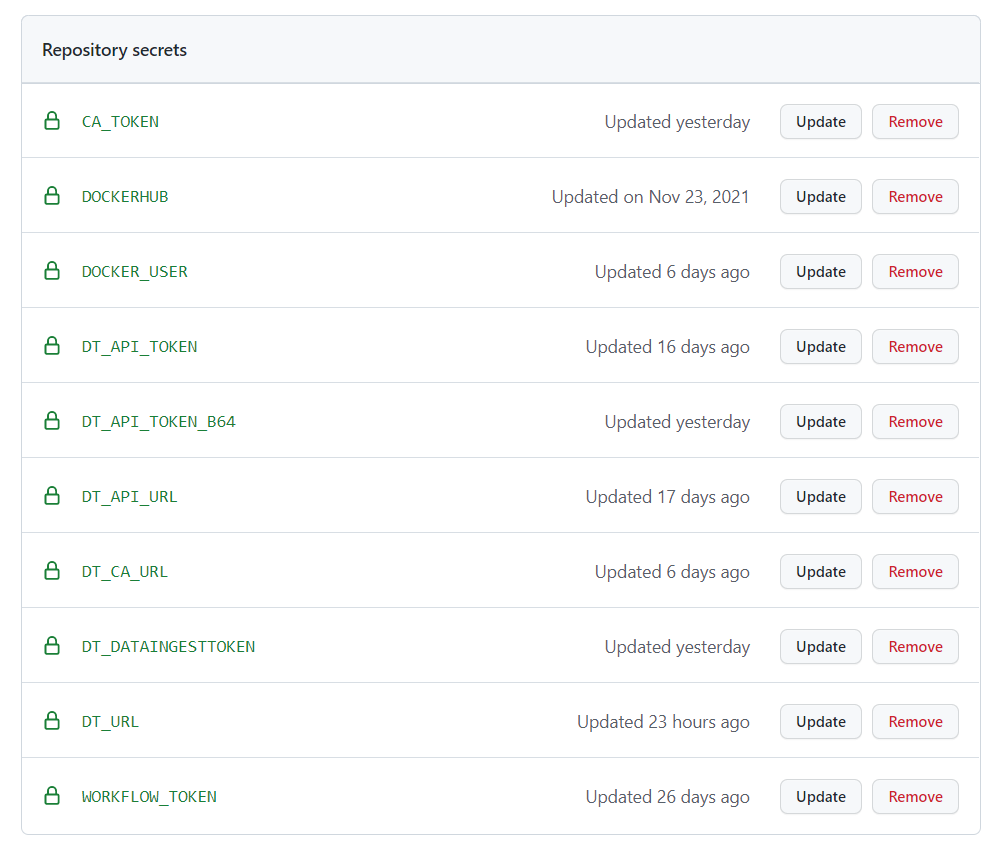 Repository secrets
CA_TOKEN Updated yesterday Update Remove
DOCKERHUB Updated on Nov 23, 2021 Update Remove
DOCKER_USER Updated 6 days ago Update Remove
DT_API_TOKEN Updated 16 days ago Update Remove
DT_API_TOKEN_B64 Updated yesterday Update Remove
DT_API_URL Updated 17 days ago Update Remove
DT_CA_URL Updated 6 days ago Update Remove
DT_DATAINGESTTOKEN Updated yesterday Update Remove
DT_URL Updated 23 hours ago Update Remove
WORKFLOW_TOKEN Updated 26 days ago Update Remove